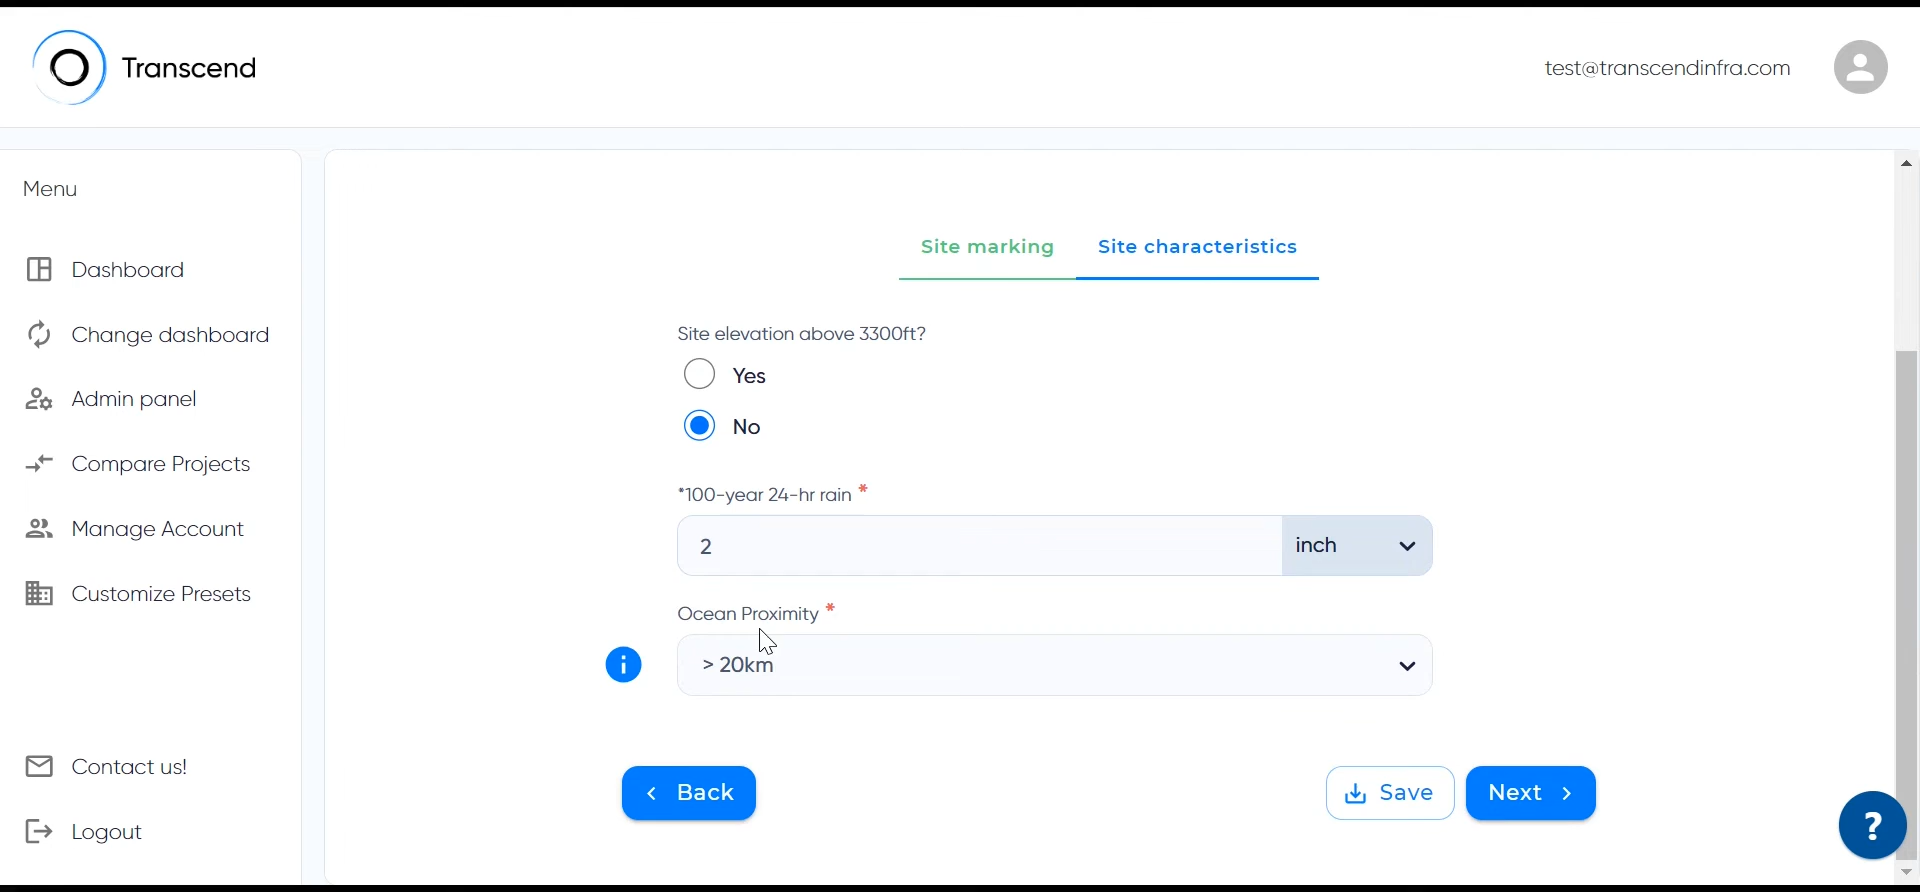 Transcend
test@transcendinfra.com
Menu
Dashboard
Change dashboard
Admin panel
Compare Projects
Manage Account
Customize Presets
Contact us!
Logout
Site marking Site characteristics
Site elevation above 3300ft?
Yes
No
*100-year 24-hr rain *
2 inch
Ocean Proximity *
i > 20km
Back Save Next
?